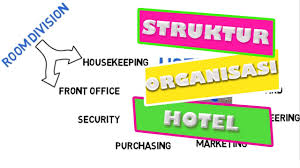 STRUKTUR
ROOM DIVISION
HOUSEKEEPING
ORGANISASI
FRONT OFFICE
SECURITY
HOTEL
PURCHASING
MARKETING